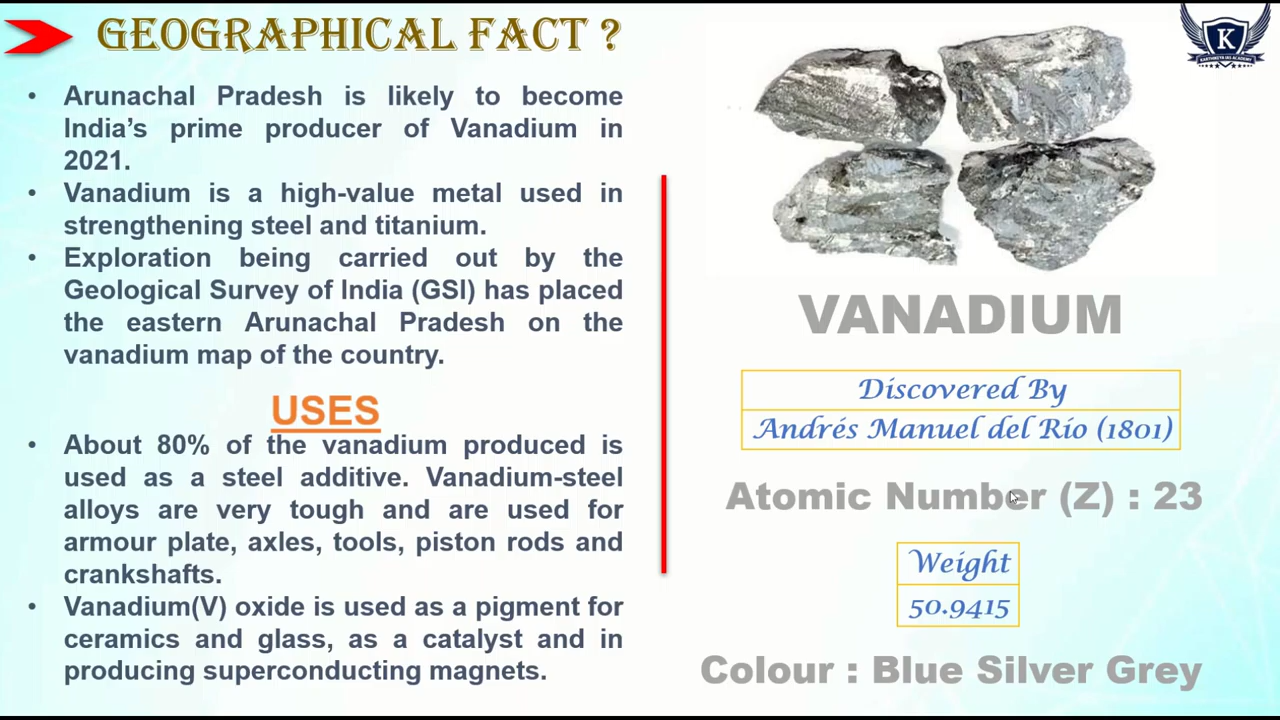 GEOGRAPHICAL FACT ?
• Arunachal Pradesh is likely to become
India’s prime producer of Vanadium in
2021.
• Vanadium is a high-value metal used in
strengthening steel and titanium.
• Exploration being carried out by the
Geological Survey of India (GSI) has placed
the eastern Arunachal Pradesh on the
vanadium map of the country.
USES
• About 80% of the vanadium produced is
used as a steel additive. Vanadium-steel
alloys are very tough and are used for
armour plate, axles, tools, piston rods and
crankshafts.
• Vanadium(V) oxide is used as a pigment for
ceramics and glass, as a catalyst and in
producing superconducting magnets.
K
KARTHIKEYA IAS ACADEMY
VANADIUM
Discovered By
Andrés Manuel del Río (1801)
Atomic Number (Z) : 23
Weight
50.9415
Colour : Blue Silver Grey